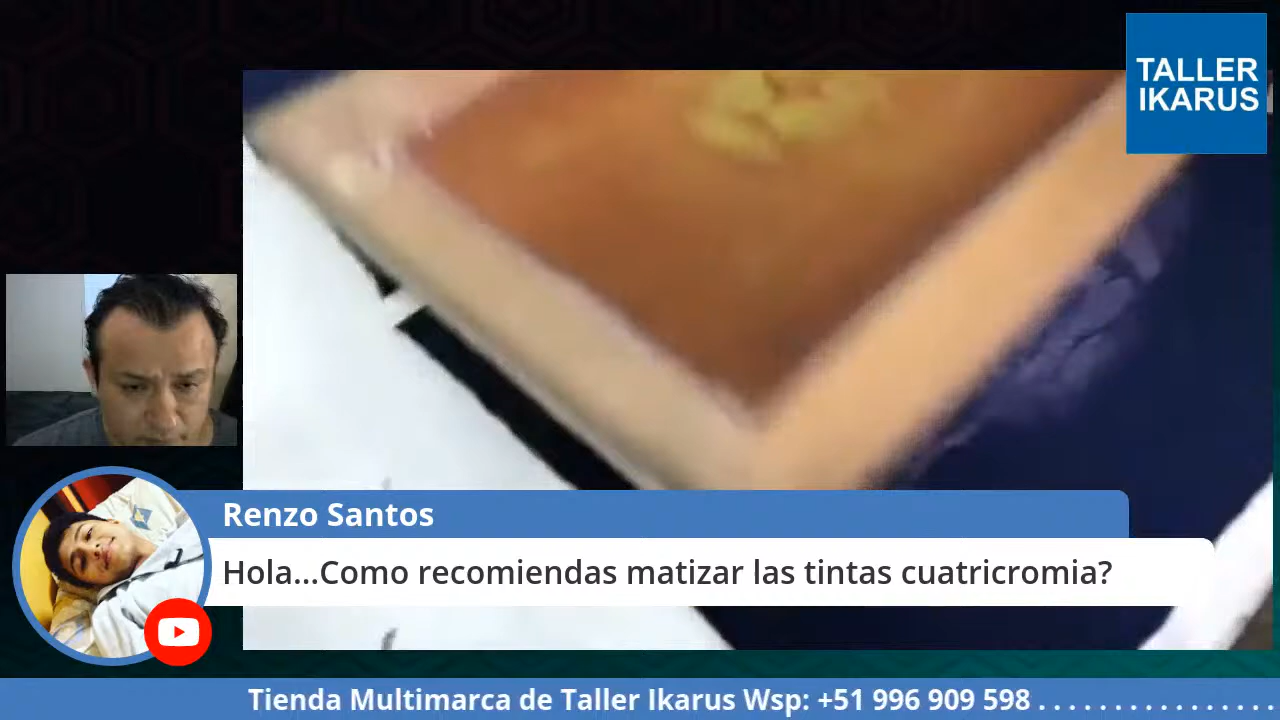 TALLER
IKARUS
Renzo Santos
Hola...Como recomiendas matizar las tintas cuatricromia?
Tienda Multimarca de Taller Ikarus Wsp: +51 996 909 598 . . . . . . . . . . . . . . . .